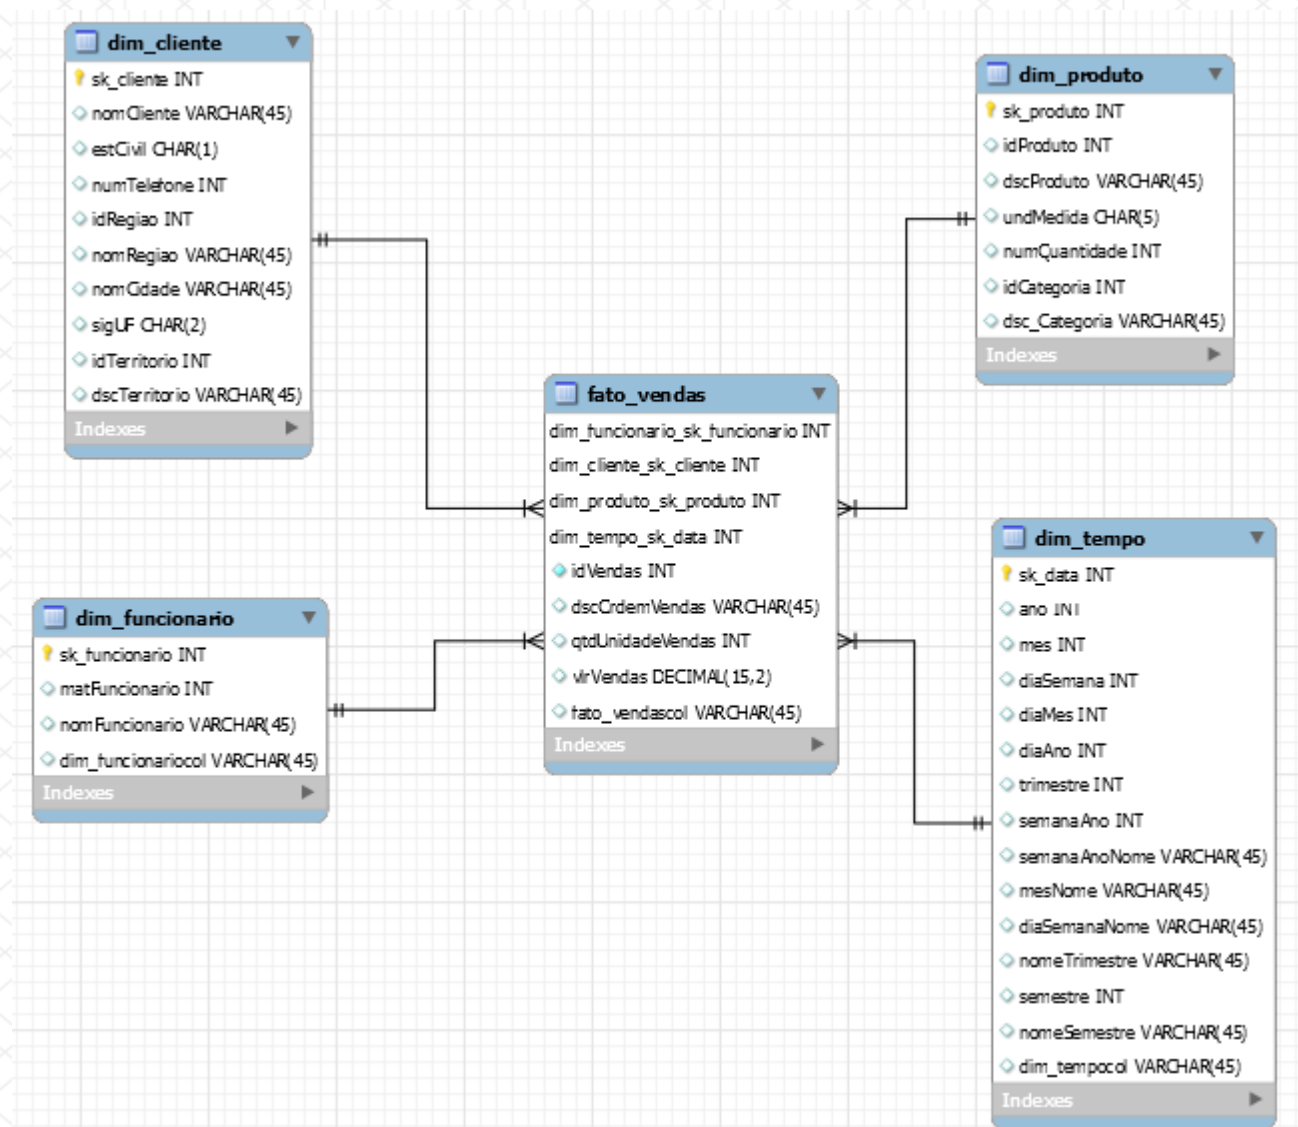 dim_cliente
sk_cliente INT
nomCliente VARCHAR(45)
estCivil CHAR(1)
numTelefone INT
idRegiao INT
nomRegiao VARCHAR(45)
nomCidade VARCHAR(45)
sigUF CHAR(2)
idTerritorio INT
dscTerritorio VARCHAR(45)
Indexes
dim_produto
sk_produto INT
idProduto INT
dscProduto VARCHAR(45)
undMedida CHAR(5)
numQuantidade INT
idCategoria INT
dsc_Categoria VARCHAR(45)
Indexes
fato_vendas
dim_funcionario_sk_funcionario INT
dim_cliente_sk_cliente INT
dim_produto_sk_produto INT
dim_tempo_sk_data INT
idVendas INT
dscOrdemVendas VARCHAR(45)
qtdUnidadeVendas INT
vlrVendas DECIMAL(15,2)
fato_vendascol VARCHAR(45)
Indexes
dim_funcionario
sk_funcionario INT
matFuncionario INT
nomFuncionario VARCHAR(45)
dim_funcionariocol VARCHAR(45)
Indexes
dim_tempo
sk_data INT
ano INT
mes INT
diaSemana INT
diaMes INT
diaAno INT
trimestre INT
semanaAno INT
semanaAnoNome VARCHAR(45)
mesNome VARCHAR(45)
diaSemanaNome VARCHAR(45)
nomeTrimestre VARCHAR(45)
semestre INT
nomeSemestre VARCHAR(45)
dim_tempocol VARCHAR(45)
Indexes